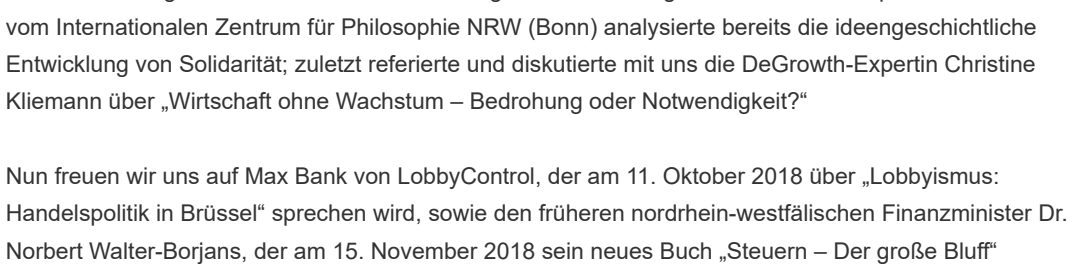 vom Internationalen Zentrum für Philosophie NRW (Bonn) analysierte bereits die ideengeschichtliche
Entwicklung von Solidarität; zuletzt referierte und diskutierte mit uns die DeGrowth-Expertin Christine
Kliemann über „Wirtschaft ohne Wachstum – Bedrohung oder Notwendigkeit?“
Nun freuen wir uns auf Max Bank von LobbyControl, der am 11. Oktober 2018 über „Lobbyismus:
Handelspolitik in Brüssel“ sprechen wird, sowie den früheren nordrhein-westfälischen Finanzminister Dr.
Norbert Walter-Borjans, der am 15. November 2018 sein neues Buch „Steuern – Der große Bluff“